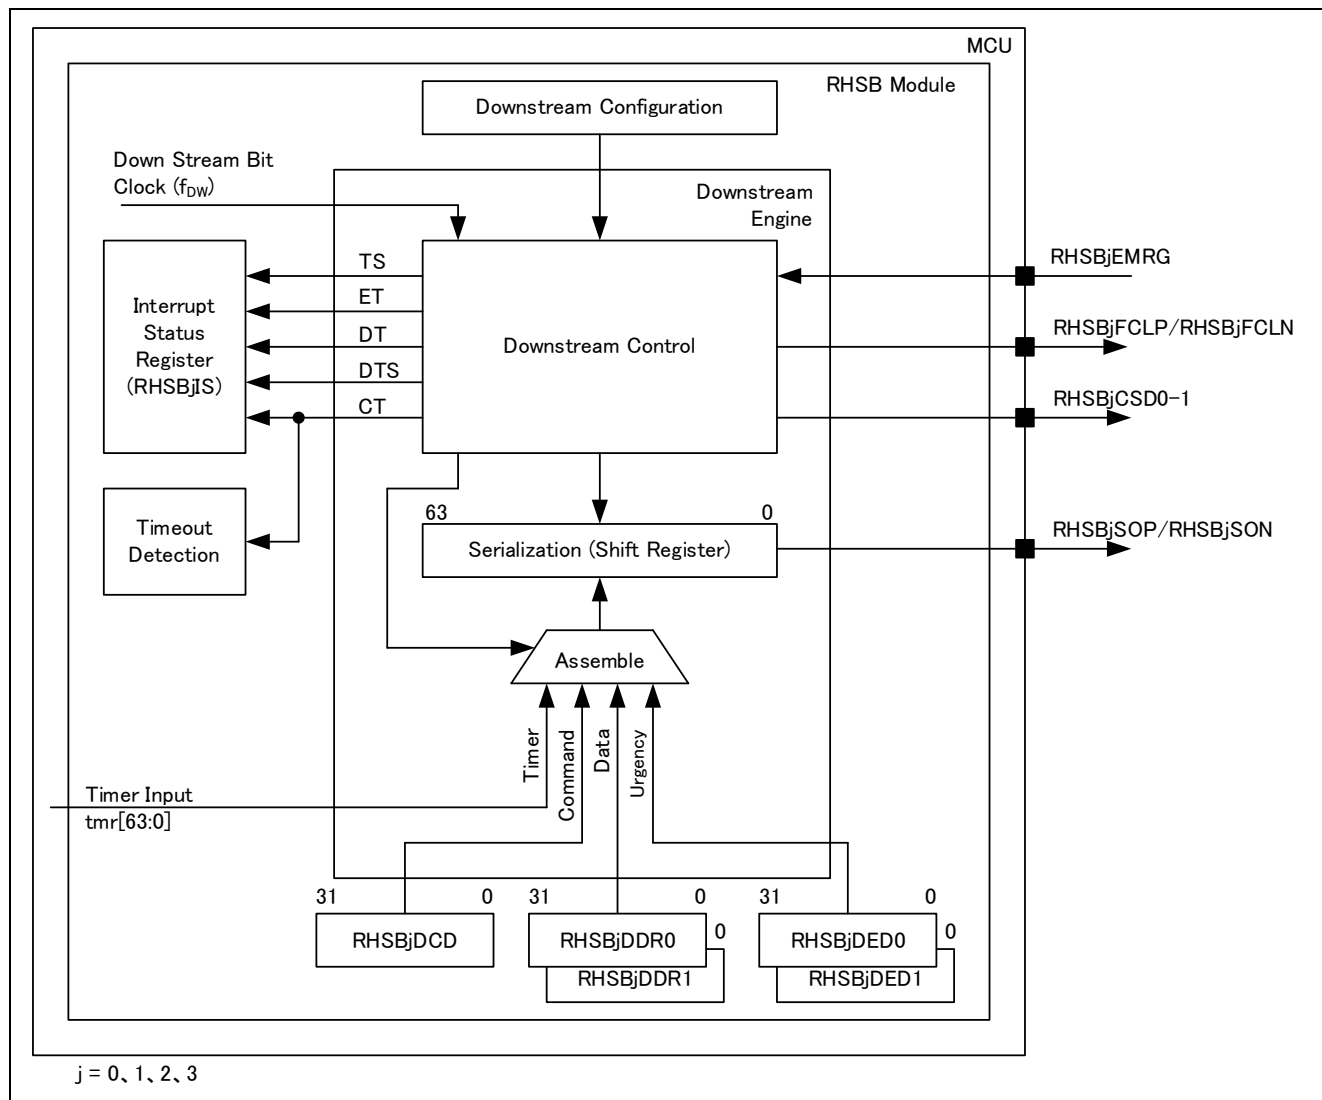 MCU
RHSB Module
Downstream Configuration
Down Stream Bit
Clock (fDW)
Downstream
Engine
TS
ET
DT
DTS
CT
Interrupt
Status
Register
(RHSBjIS)
Downstream Control
RHSBjEMRG
RHSBjFCLP/RHSBjFCLN
RHSBjCSD0-1
Timeout
Detection
63
0
Serialization (Shift Register)
RHSBjSOP/RHSBjSON
Assemble
Timer
Command
Data
Urgency
Timer Input
tmr[63:0]
31
0
31
0
31
0
RHSBjDCD
RHSBjDDR0
0
RHSBjDDR1
RHSBjDED0
0
RHSBjDED1
j = 0、1、2、3